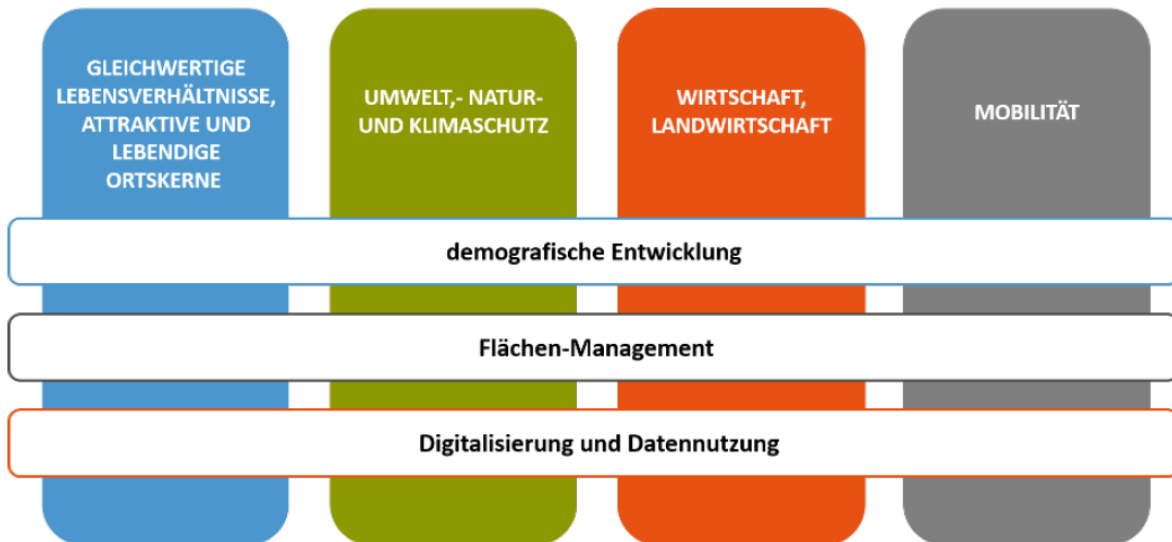 GLEICHWERTIGE
LEBENSVERHÄLTNISSE,
ATTRAKTIVE UND
LEBENDIGE
ORTSKERNE
UMWELT,- NATUR-
UND KLIMASCHUTZ
WIRTSCHAFT,
LANDWIRTSCHAFT
MOBILITÄT
demografische Entwicklung
Flächen-Management
Digitalisierung und Datennutzung